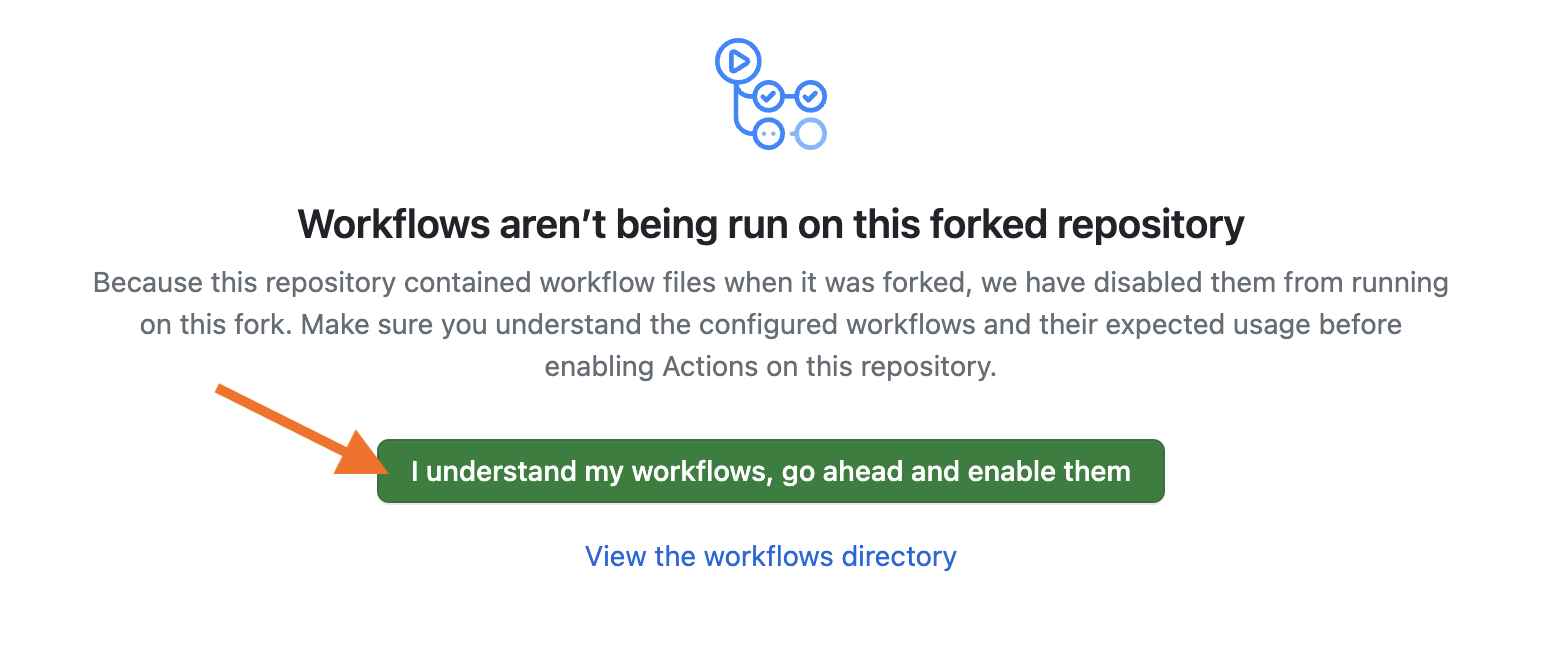 Workflows aren’t being run on this forked repository
Because this repository contained workflow files when it was forked, we have disabled them from running
on this fork. Make sure you understand the configured workflows and their expected usage before
enabling Actions on this repository.
I understand my workflows, go ahead and enable them
View the workflows directory